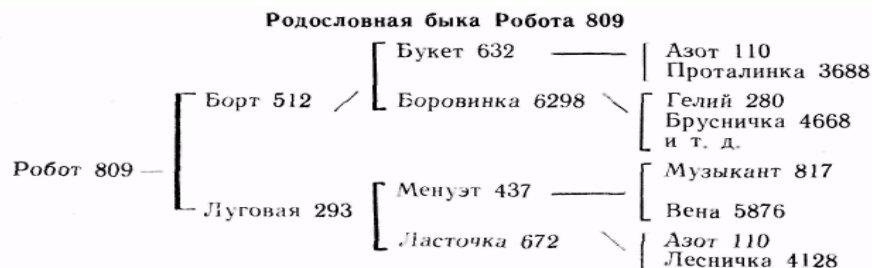 Родословная быка Робота 809
Букет 632
Азот 110
Проталинка 3688
Борт 512
Боровинка 6298
Гелий 280
Брусничка 4668
и т. д.
Робот 809
Музыкант 817
Менуэт 437
Луговая 293
Вена 5876
Ласточка 672
Азот 110
Лесничка 4128